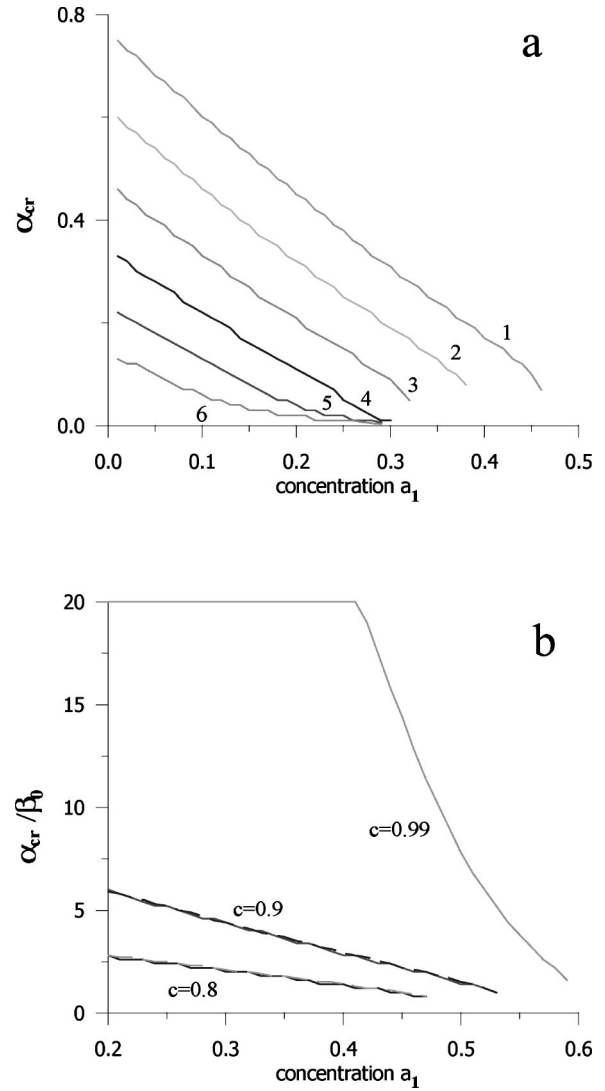 a
0.8
0.4
0.0
α_cr
1
2
3
4
5
6
0.0 0.1 0.2 0.3 0.4 0.5
concentration a₁
b
20
15
10
5
0
α_cr /β₀
c=0.99
c=0.9
c=0.8
0.2 0.3 0.4 0.5 0.6
concentration a₁